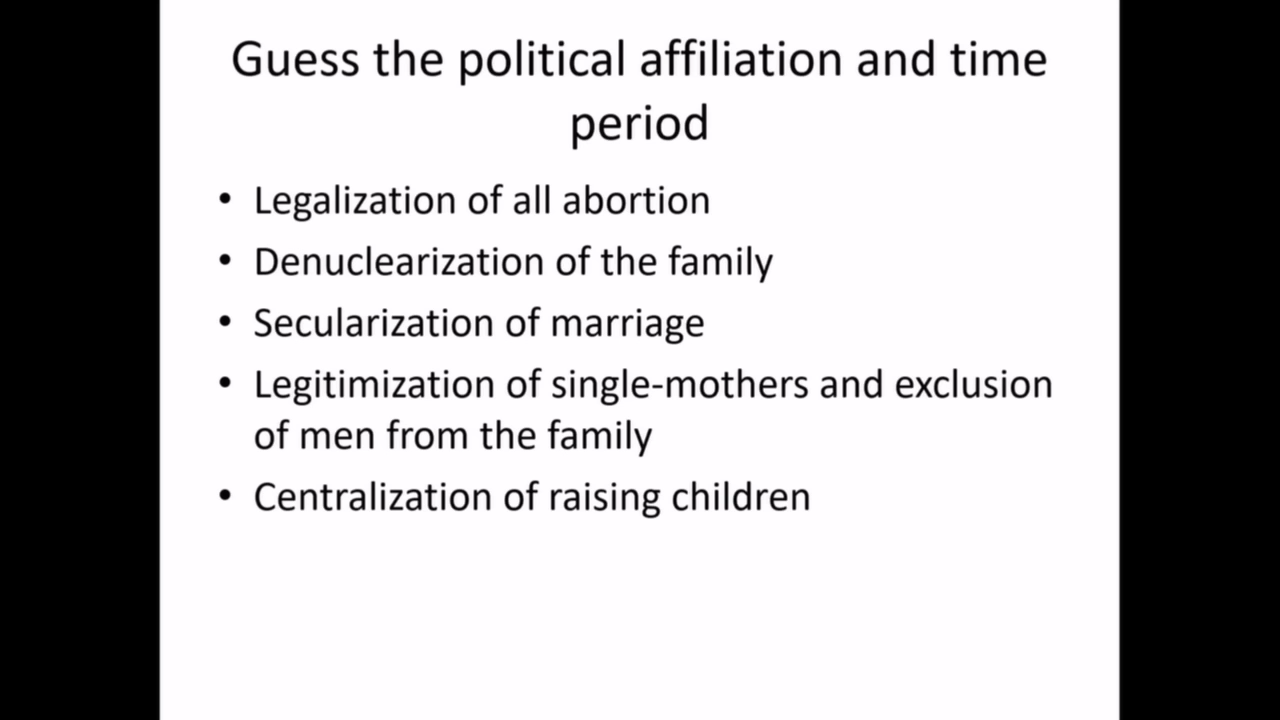 Guess the political affiliation and time
period
• Legalization of all abortion
• Denuclearization of the family
• Secularization of marriage
• Legitimization of single-mothers and exclusion
of men from the family
• Centralization of raising children